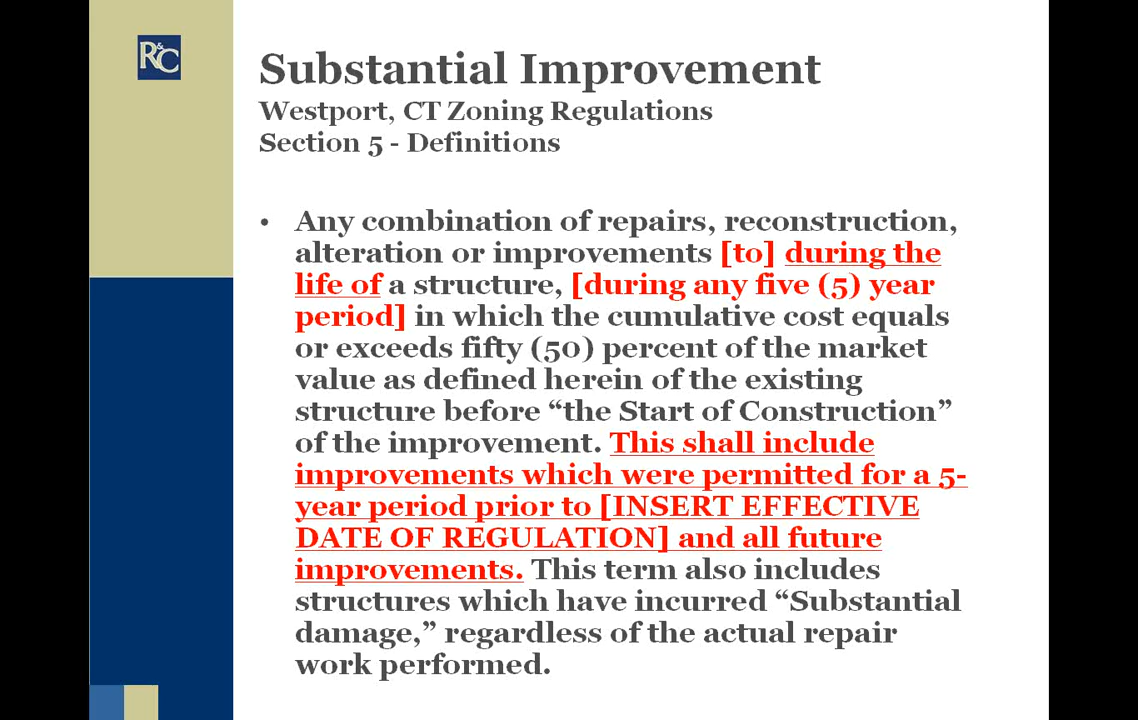 R&C
Substantial Improvement
Westport, CT Zoning Regulations
Section 5 - Definitions
• Any combination of repairs, reconstruction,
alteration or improvements [to] during the
life of a structure, [during any five (5) year
period] in which the cumulative cost equals
or exceeds fifty (50) percent of the market
value as defined herein of the existing
structure before “the Start of Construction”
of the improvement. This shall include
improvements which were permitted for a 5-
year period prior to [INSERT EFFECTIVE
DATE OF REGULATION] and all future
improvements. This term also includes
structures which have incurred “Substantial
damage,” regardless of the actual repair
work performed.